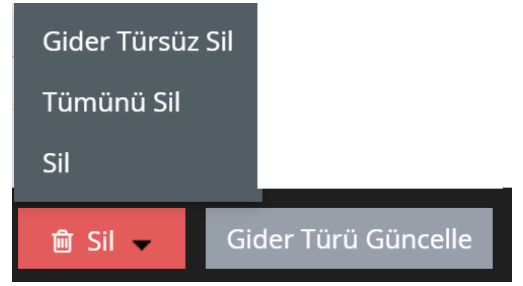 Gider Türsüz Sil
Tümünü Sil
Sil
Sil
Gider Türü Güncelle